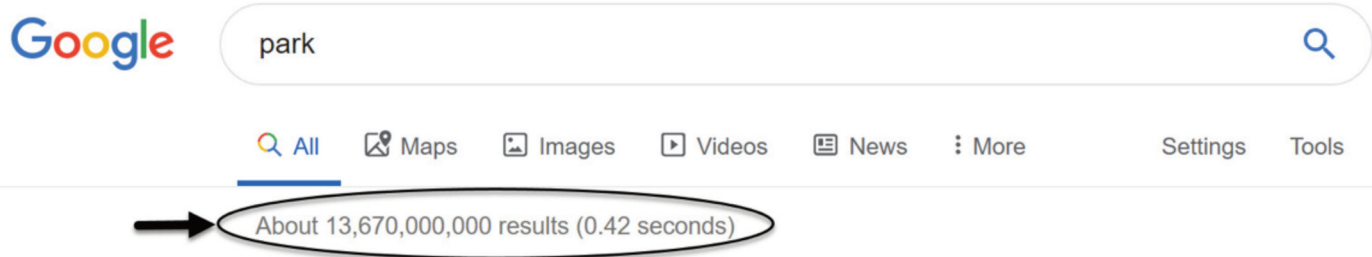 Google park
All Maps Images Videos News More Settings Tools
About 13,670,000,000 results (0.42 seconds)